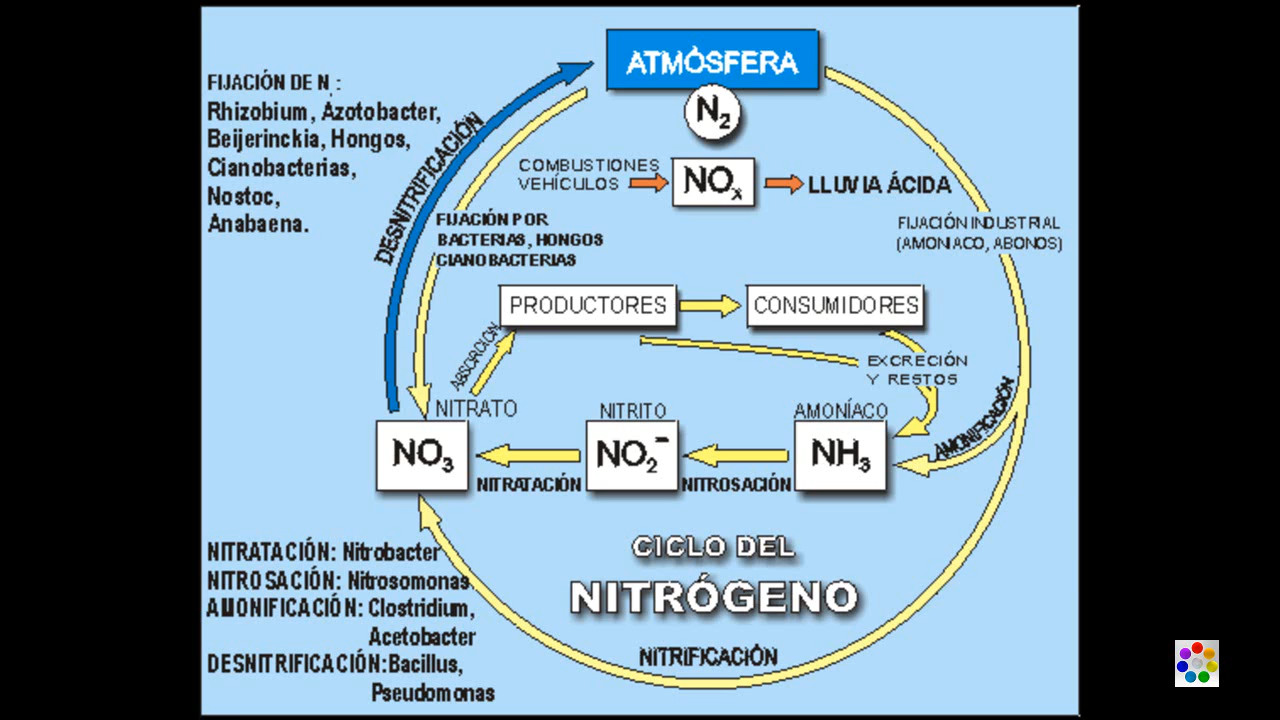 ATMÓSFERA
N2
FIJACIÓN DE N :
Rhizobium, Azotobacter,
Beijerinckia, Hongos,
Cianobacterias,
Nostoc,
Anabaena.
DESNITRIFICACIÓN
COMBUSTIONES
VEHÍCULOS
NOx
LLUVIA ÁCIDA
FIJACIÓN POR
BACTERIAS, HONGOS
CIANOBACTERIAS
FIJACIÓN INDUSTRIAL
(AMONIACO, ABONOS)
PRODUCTORES
CONSUMIDORES
ABSORCIÓN
EXCRECIÓN
Y RESTOS
NITRATO
NITRITO
AMONÍACO
NO3
NO2-
NH3
AMONIFICACIÓN
NITRATACIÓN
NITROSACIÓN
CICLO DEL
NITRÓGENO
NITRATACIÓN: Nitrobacter
NITROSACIÓN: Nitrosomonas
AMONIFICACIÓN: Clostridium,
Acetobacter
DESNITRIFICACIÓN:Bacillus,
Pseudomonas
NITRIFICACIÓN